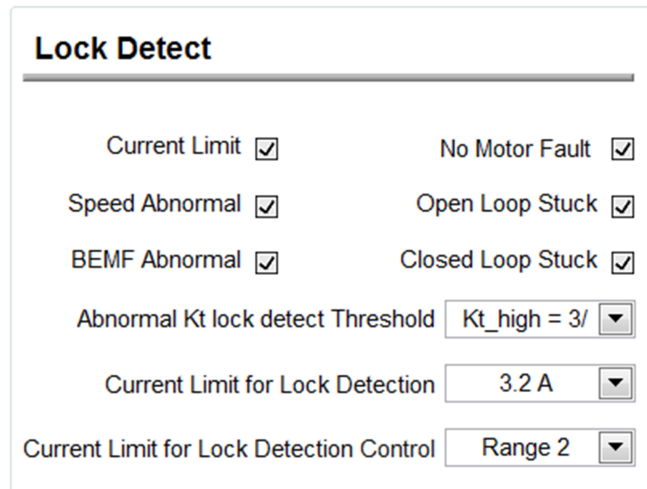 Lock Detect
Current Limit No Motor Fault
Speed Abnormal Open Loop Stuck
BEMF Abnormal Closed Loop Stuck
Abnormal Kt lock detect Threshold Kt_high = 3/
Current Limit for Lock Detection 3.2 A
Current Limit for Lock Detection Control Range 2